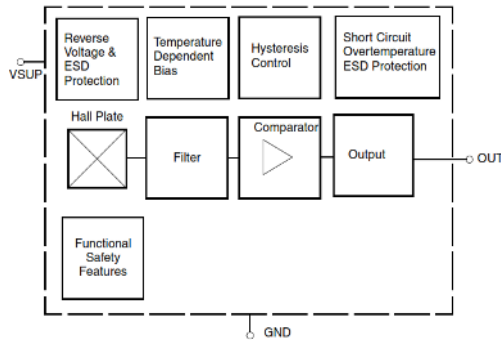 Reverse
Voltage &
ESD
Protection
Temperature
Dependent
Bias
Hysteresis
Control
Short Circuit
Overtemperature
ESD Protection
VSUP
Hall Plate
Filter
Comparator
Output
OUT
Functional
Safety
Features
GND